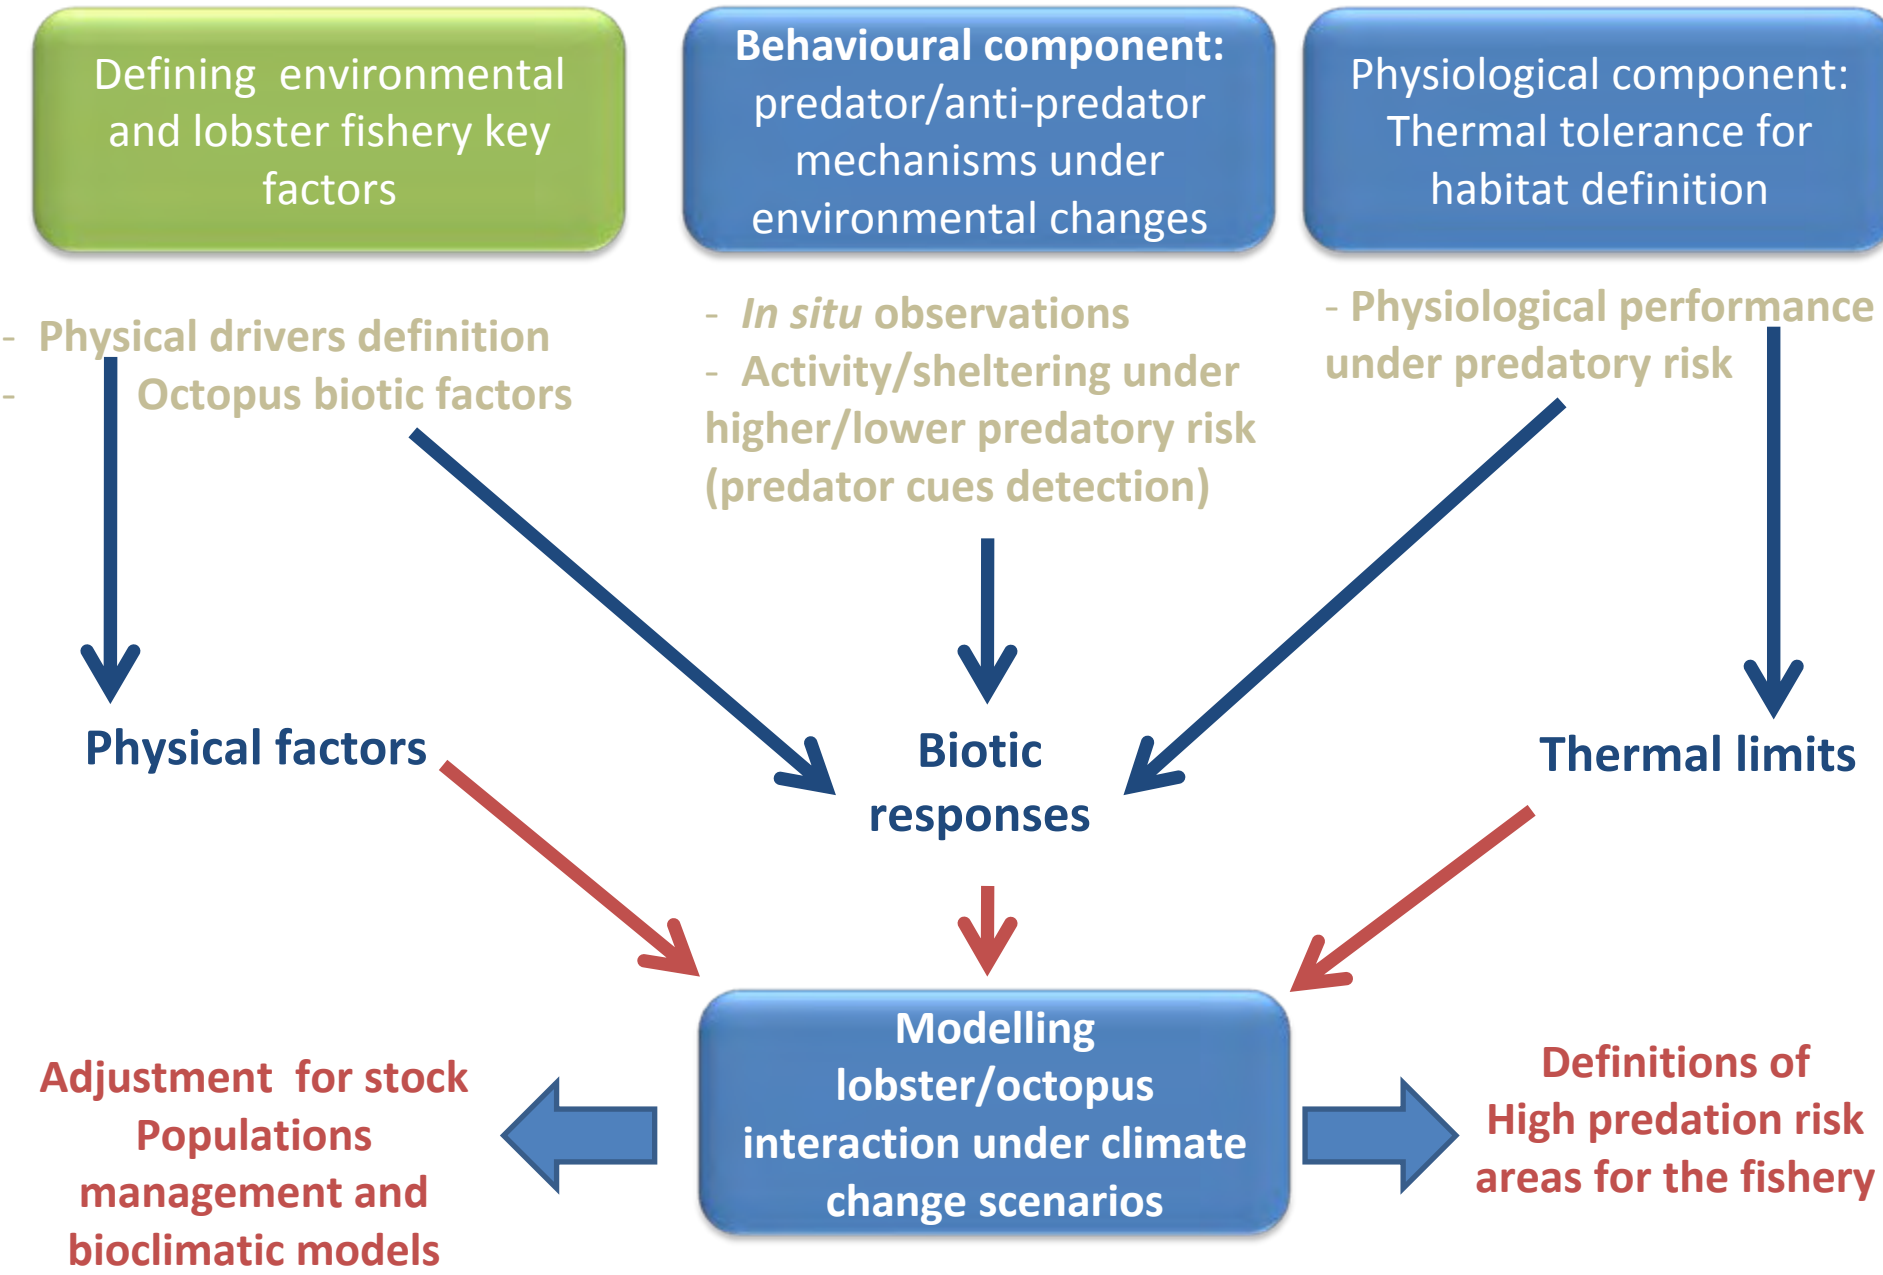 Defining environmental
and lobster fishery key
factors
Behavioural component:
predator/anti-predator
mechanisms under
environmental changes
Physiological component:
Thermal tolerance for
habitat definition
- Physical drivers definition
- Octopus biotic factors
- In situ observations
- Activity/sheltering under
higher/lower predatory risk
(predator cues detection)
- Physiological performance
under predatory risk
Physical factors
Biotic
responses
Thermal limits
Adjustment for stock
Populations
management and
bioclimatic models
Modelling
lobster/octopus
interaction under climate
change scenarios
Definitions of
High predation risk
areas for the fishery